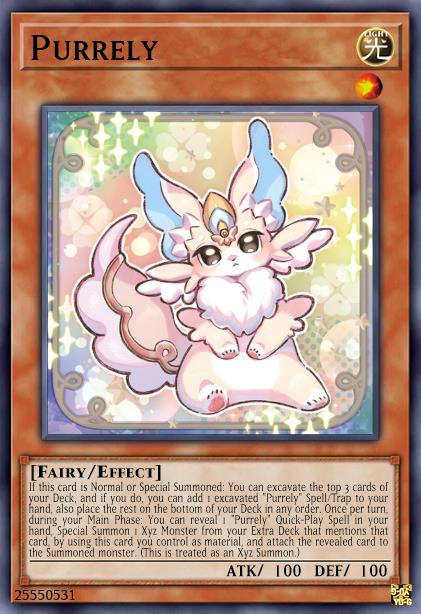 PURRELY
LIGHT
光
[FAIRY/EFFECT]
If this card is Normal or Special Summoned: You can excavate the top 3 cards
of your Deck, and if you do, you can add 1 excavated "Purrely" Spell/Trap to your
hand, also place the rest on the bottom of your Deck in any order. Once per turn,
during your Main Phase: You can reveal 1 "Purrely" Quick-Play Spell in your
hand, Special Summon 1 Xyz Monster from your Extra Deck that mentions that
card, by using this card you control as material, and attach the revealed card to
the Summoned monster. (This is treated as an Xyz Summon.)
ATK/ 100 DEF/ 100
25550531